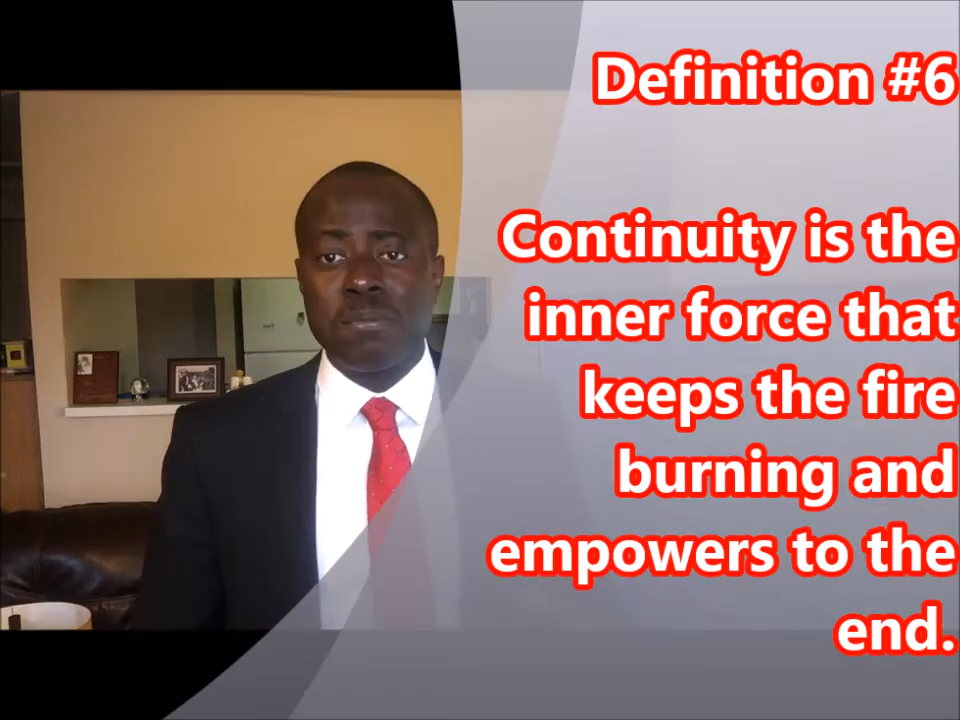 Definition #6
Continuity is the
inner force that
keeps the fire
burning and
empowers to the
end.